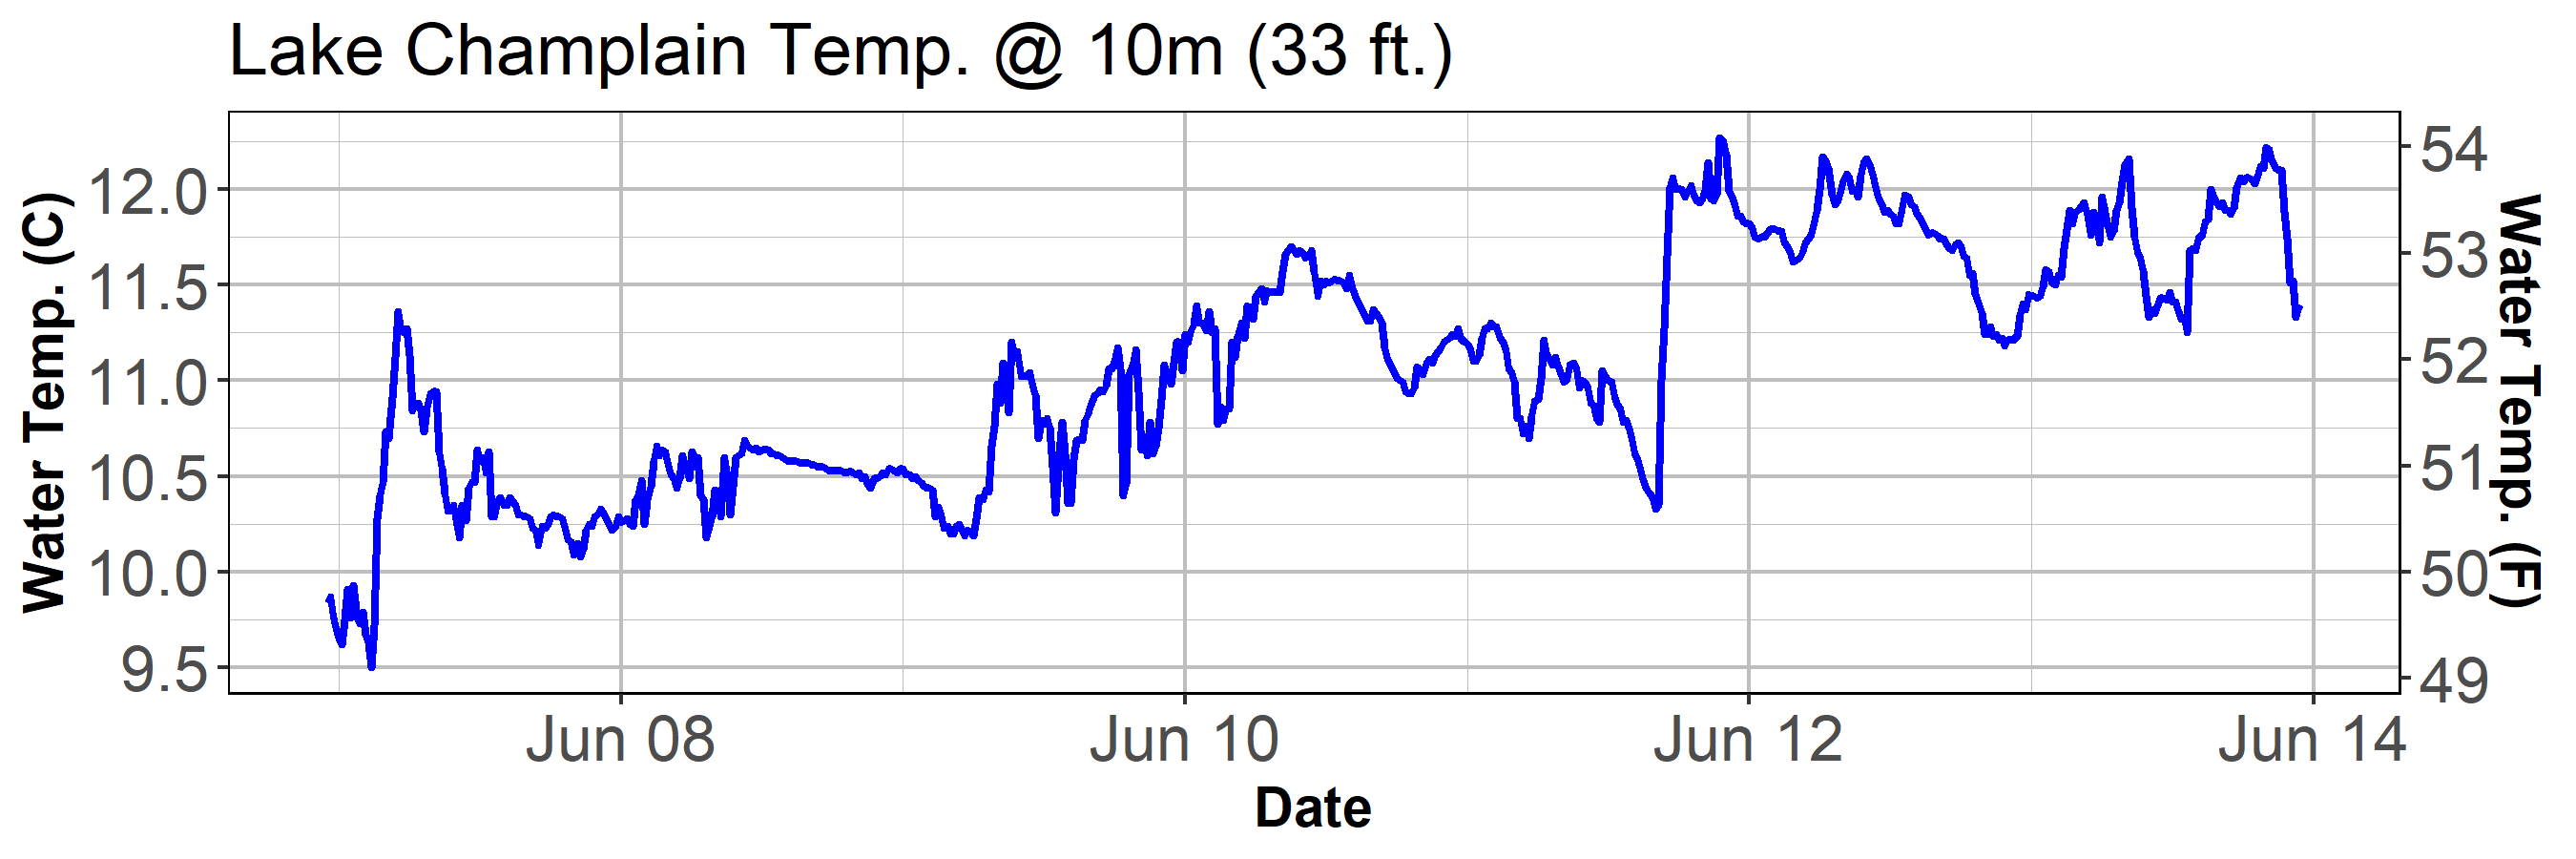 Lake Champlain Temp. @ 10m (33 ft.)
Water Temp. (C)
12.0
11.5
11.0
10.5
10.0
9.5
54
53
52
51
50
49
Water Temp. (F)
Jun 08
Jun 10
Jun 12
Jun 14
Date